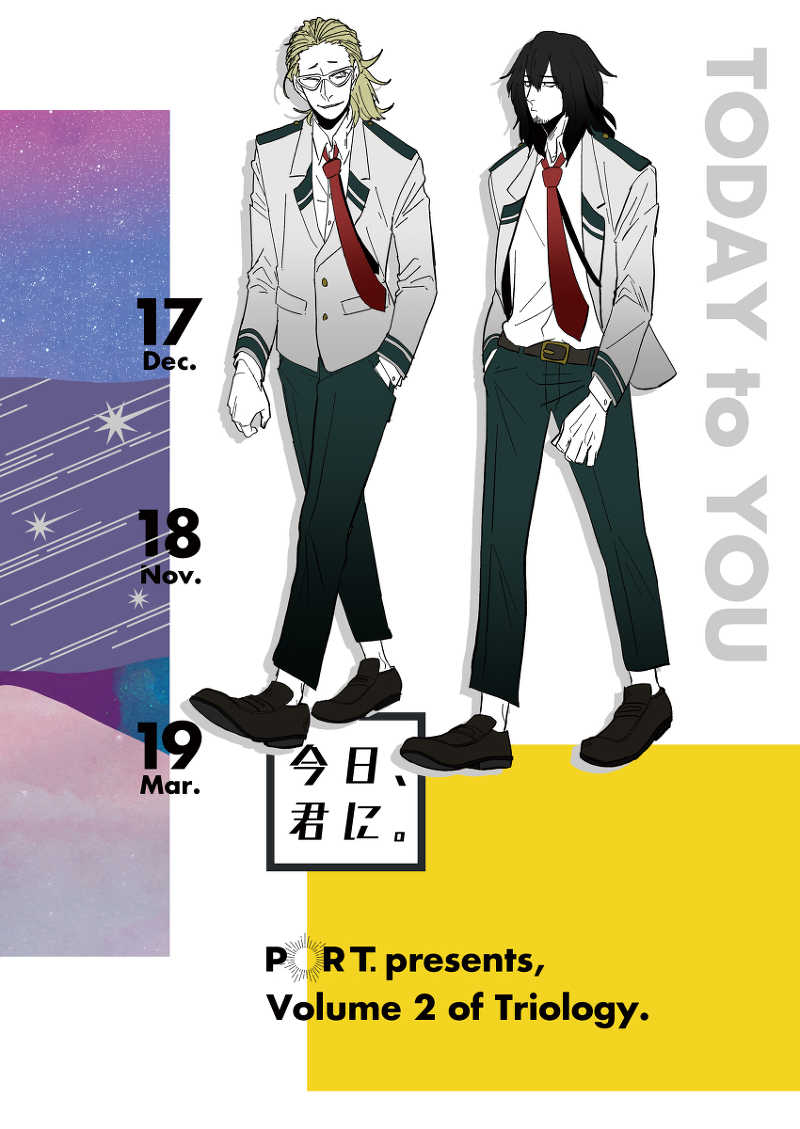 TODAY to YOU
17
Dec.
18
Nov.
19
Mar.
今日、
君に。
PORT. presents,
Volume 2 of Triology.